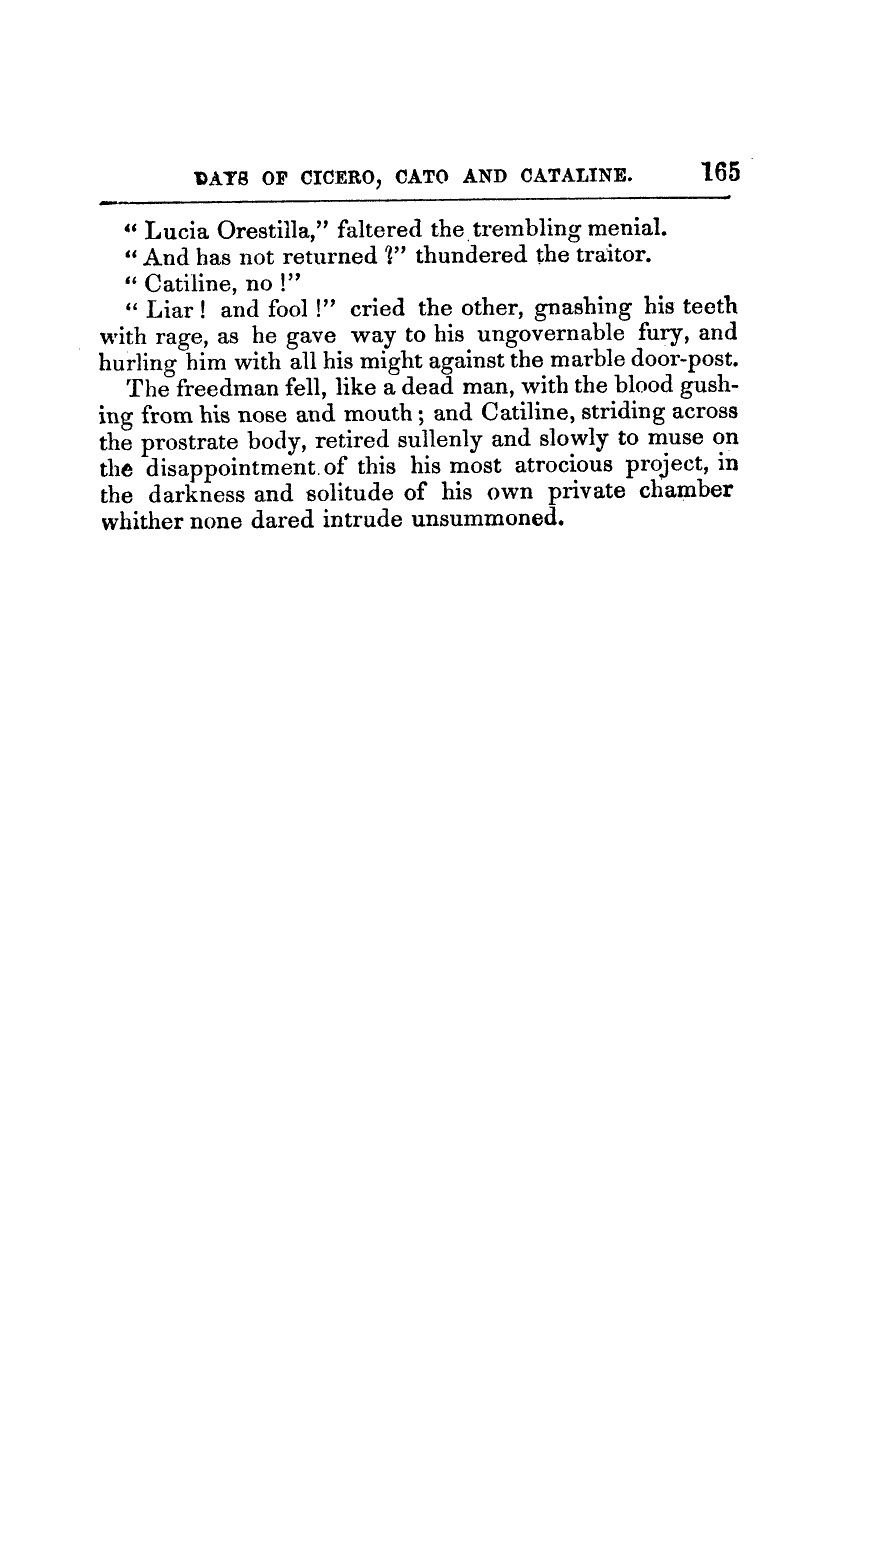 DAYS OF CICERO, CATO AND CATALINE. 165
“ Lucia Orestilla,” faltered the trembling menial.
“ And has not returned ?” thundered the traitor.
“ Catiline, no !”
“ Liar ! and fool !” cried the other, gnashing his teeth
with rage, as he gave way to his ungovernable fury, and
hurling him with all his might against the marble door-post.
The freedman fell, like a dead man, with the blood gush-
ing from his nose and mouth ; and Catiline, striding across
the prostrate body, retired sullenly and slowly to muse on
the disappointment of this his most atrocious project, in
the darkness and solitude of his own private chamber
whither none dared intrude unsummoned.